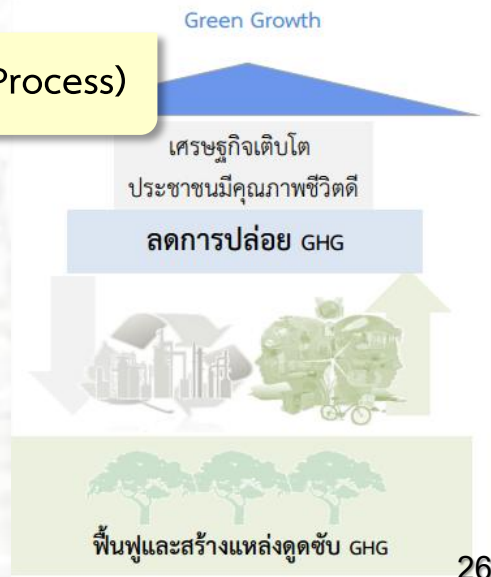 Green Growth
Process)
เศรษฐกิจเติบโต
ประชาชนมีคุณภาพชีวิตดี
ลดการปล่อย GHG
ฟื้นฟูและสร้างแหล่งดูดซับ GHG
26